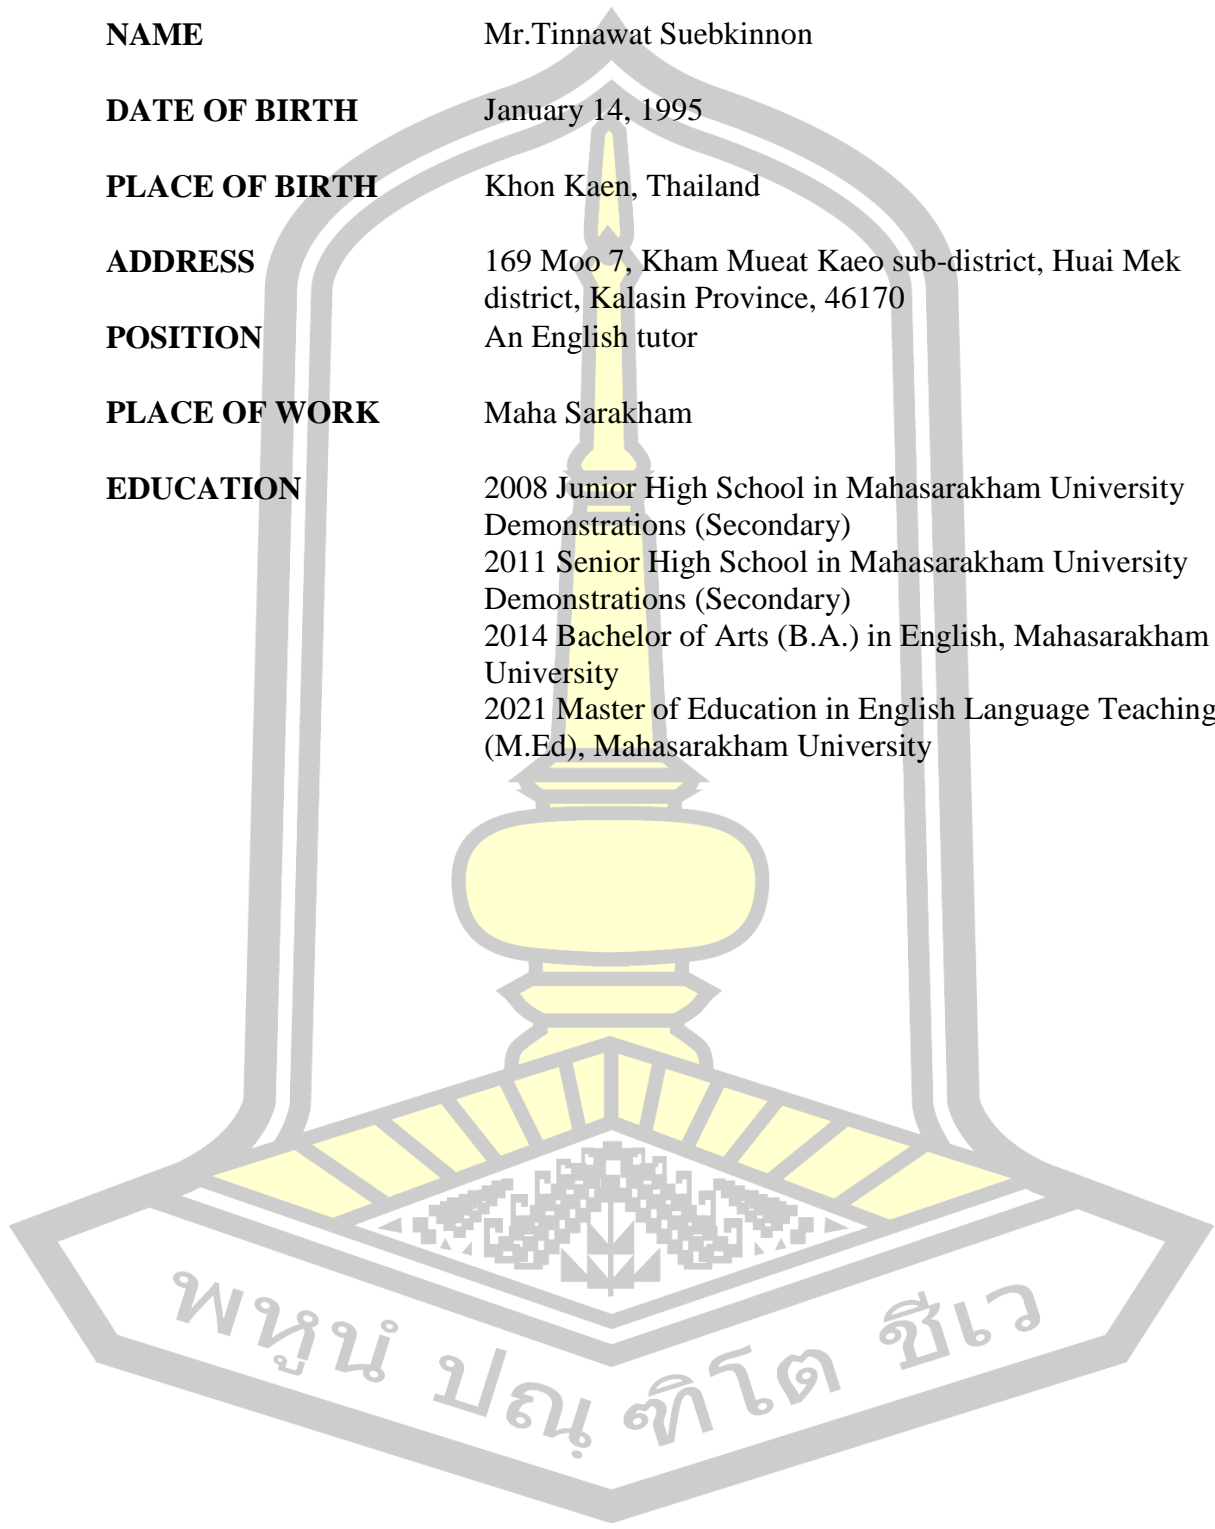 NAME Mr.Tinnawat Suebkinnon
DATE OF BIRTH January 14, 1995
PLACE OF BIRTH Khon Kaen, Thailand
ADDRESS 169 Moo 7, Kham Mueat Kaeo sub-district, Huai Mek
district, Kalasin Province, 46170
POSITION An English tutor
PLACE OF WORK Maha Sarakham
EDUCATION 2008 Junior High School in Mahasarakham University
Demonstrations (Secondary)
2011 Senior High School in Mahasarakham University
Demonstrations (Secondary)
2014 Bachelor of Arts (B.A.) in English, Mahasarakham
University
2021 Master of Education in English Language Teaching
(M.Ed), Mahasarakham University
พหูนํ ปณฺ ฑิโต ชีเว